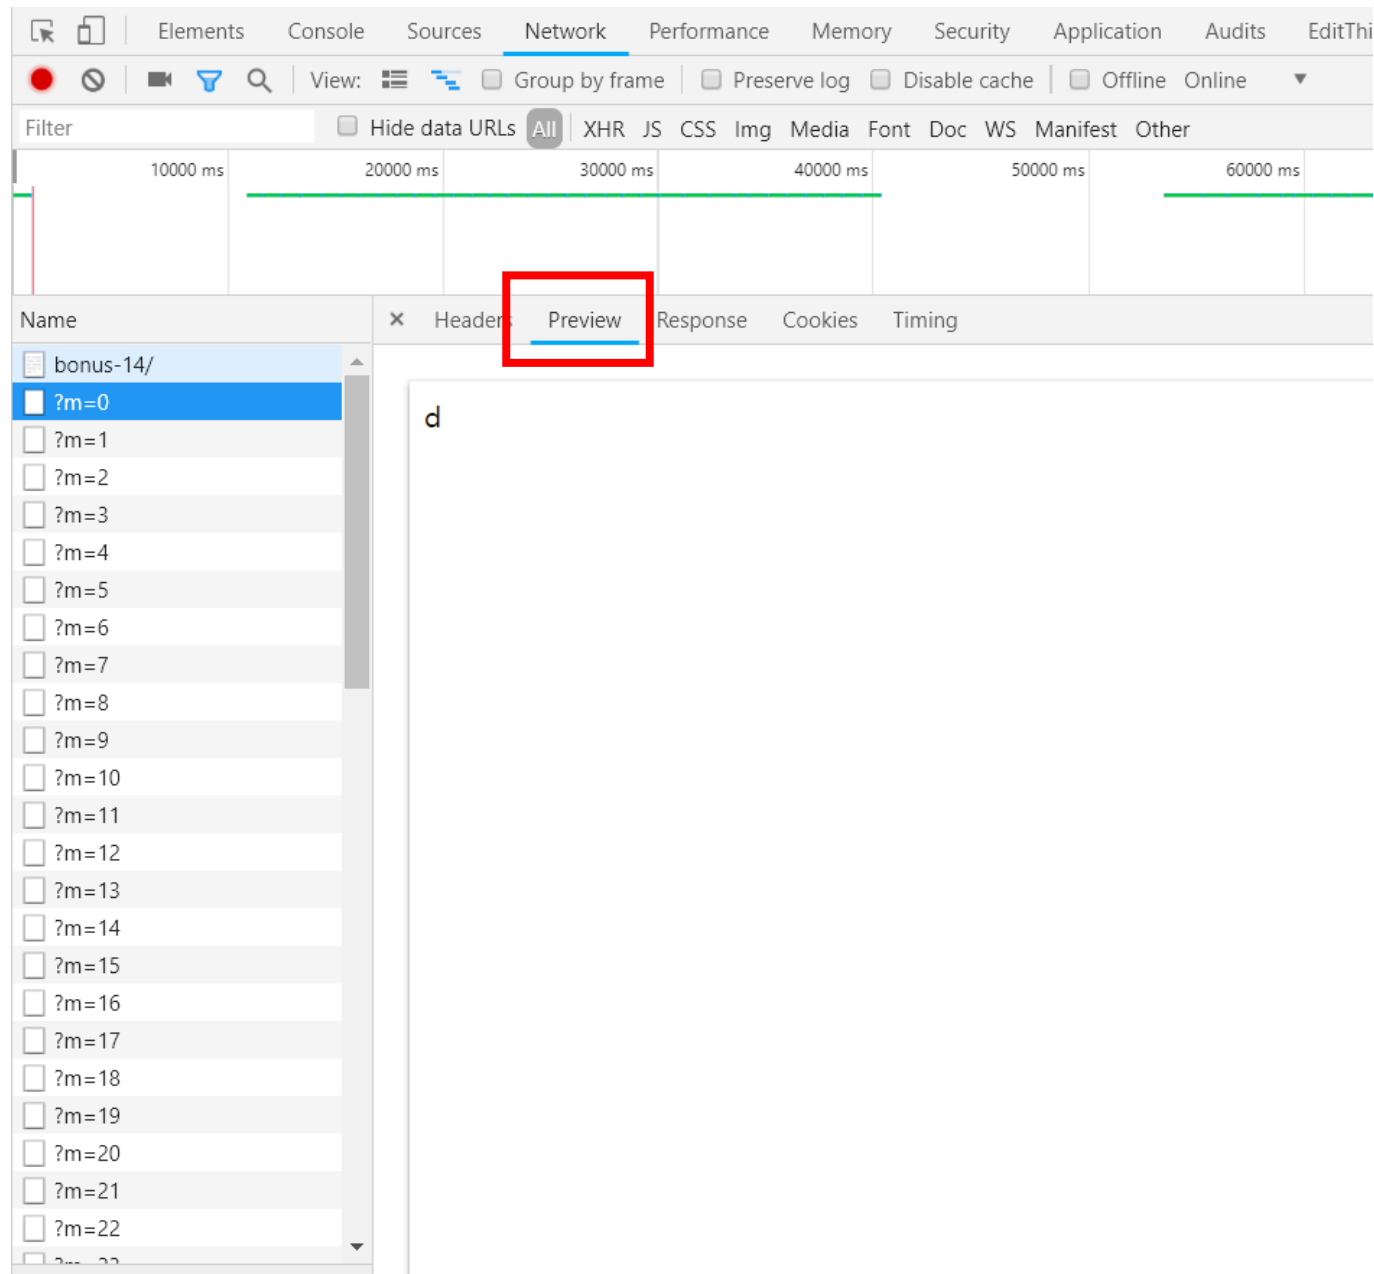 Elements Console Sources Network Performance Memory Security Application Audits EditThi
View: Group by frame Preserve log Disable cache Offline Online
Filter Hide data URLs All XHR JS CSS Img Media Font Doc WS Manifest Other
10000 ms 20000 ms 30000 ms 40000 ms 50000 ms 60000 ms
Name Headers Preview Response Cookies Timing
bonus-14/
?m=0
d
?m=1
?m=2
?m=3
?m=4
?m=5
?m=6
?m=7
?m=8
?m=9
?m=10
?m=11
?m=12
?m=13
?m=14
?m=15
?m=16
?m=17
?m=18
?m=19
?m=20
?m=21
?m=22